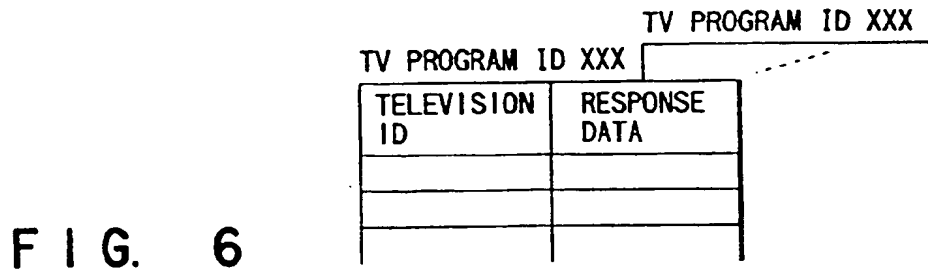 TV PROGRAM ID XXX
TV PROGRAM ID XXX
TELEVISION ID
RESPONSE DATA
FIG. 6